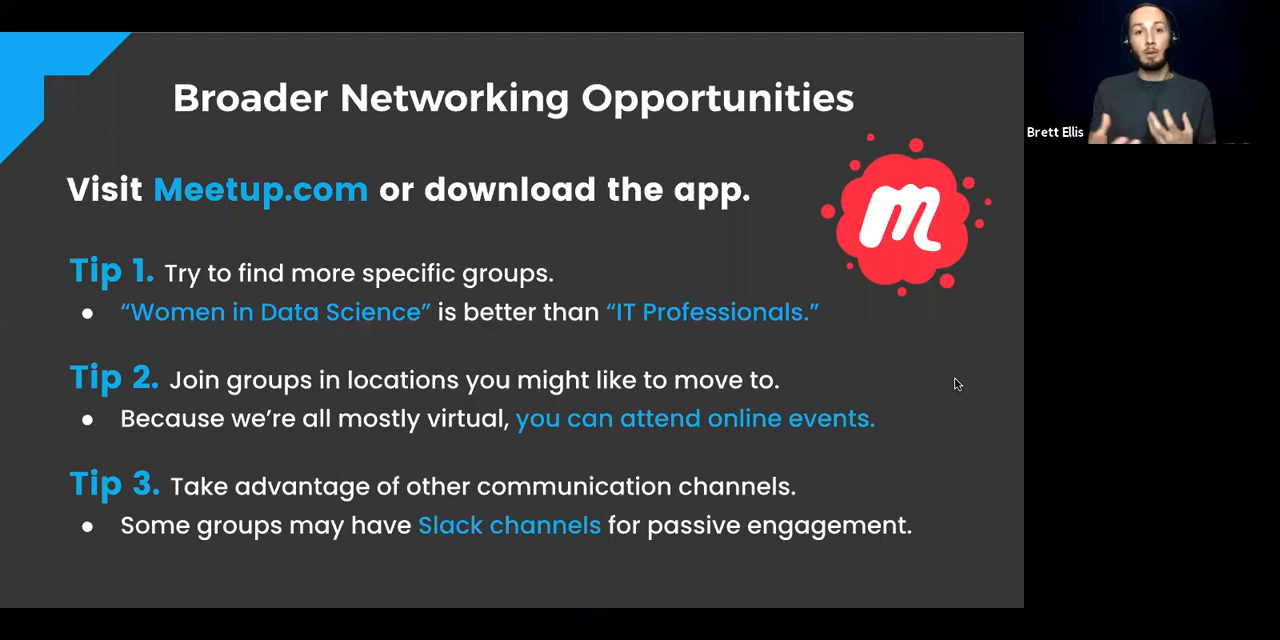 Broader Networking Opportunities
Visit Meetup.com or download the app.
m
Tip 1. Try to find more specific groups.
● “Women in Data Science” is better than “IT Professionals.”
Tip 2. Join groups in locations you might like to move to.
● Because we’re all mostly virtual, you can attend online events.
Tip 3. Take advantage of other communication channels.
● Some groups may have Slack channels for passive engagement.
Brett Ellis